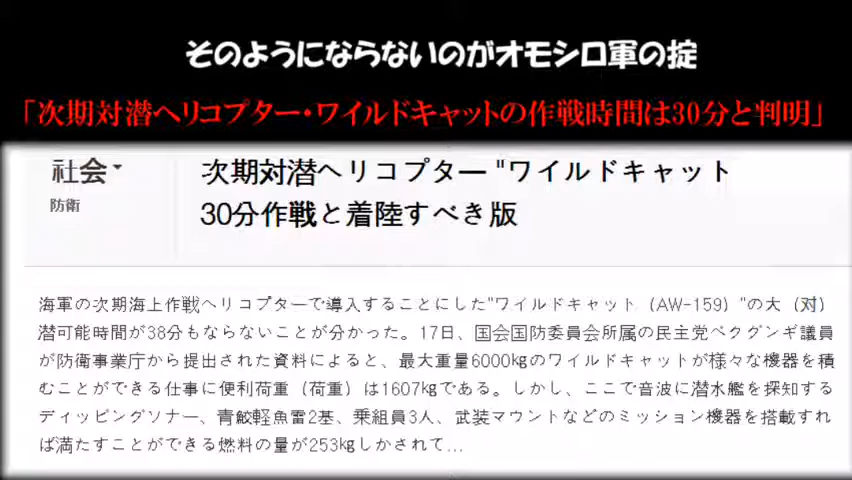 そのようにならないのがオモシロ軍の掟
「次期対潜ヘリコプター・ワイルドキャットの作戦時間は30分と判明」
社会
防衛
次期対潜ヘリコプター "ワイルドキャット
30分作戦と着陸すべき版
海軍の次期海上作戦ヘリコプターで導入することにした"ワイルドキャット（AW-159）"の大（対）
潜可能時間が38分もならないことが分かった。17日、国会国防委員会所属の民主党ペクグンギ議員
が防衛事業庁から提出された資料によると、最大重量6000kgのワイルドキャットが様々な機器を積
むことができる仕事に便利荷重（荷重）は1607kgである。しかし、ここで音波に潜水艦を探知する
ディッピングソナー、青鮫軽魚雷2基、乗組員3人、武装マウントなどのミッション機器を搭載すれ
ば満たすことができる燃料の量が253kgしかされて...